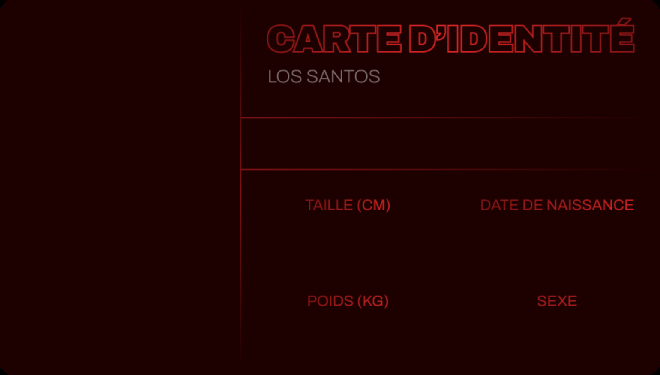 CARTE D'IDENTITÉ
LOS SANTOS
TAILLE (CM)
DATE DE NAISSANCE
POIDS (KG)
SEXE